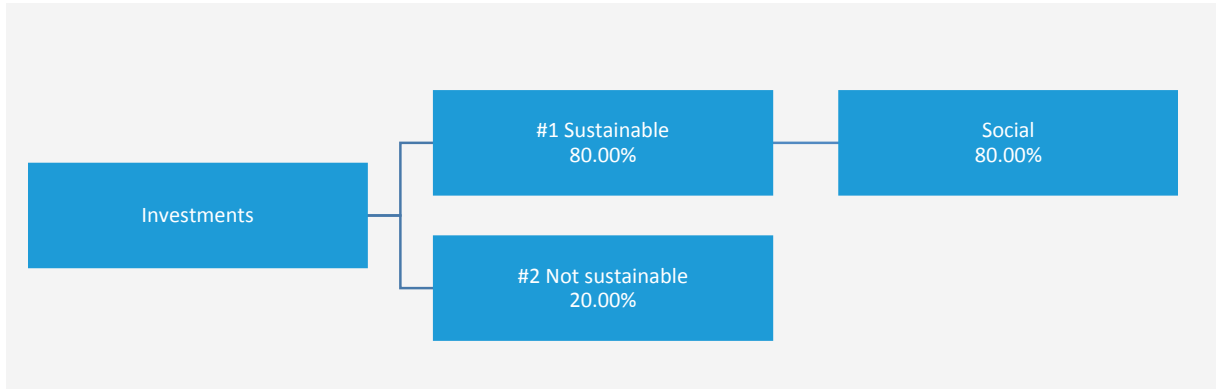 Investments
#1 Sustainable
80.00%
Social
80.00%
#2 Not sustainable
20.00%